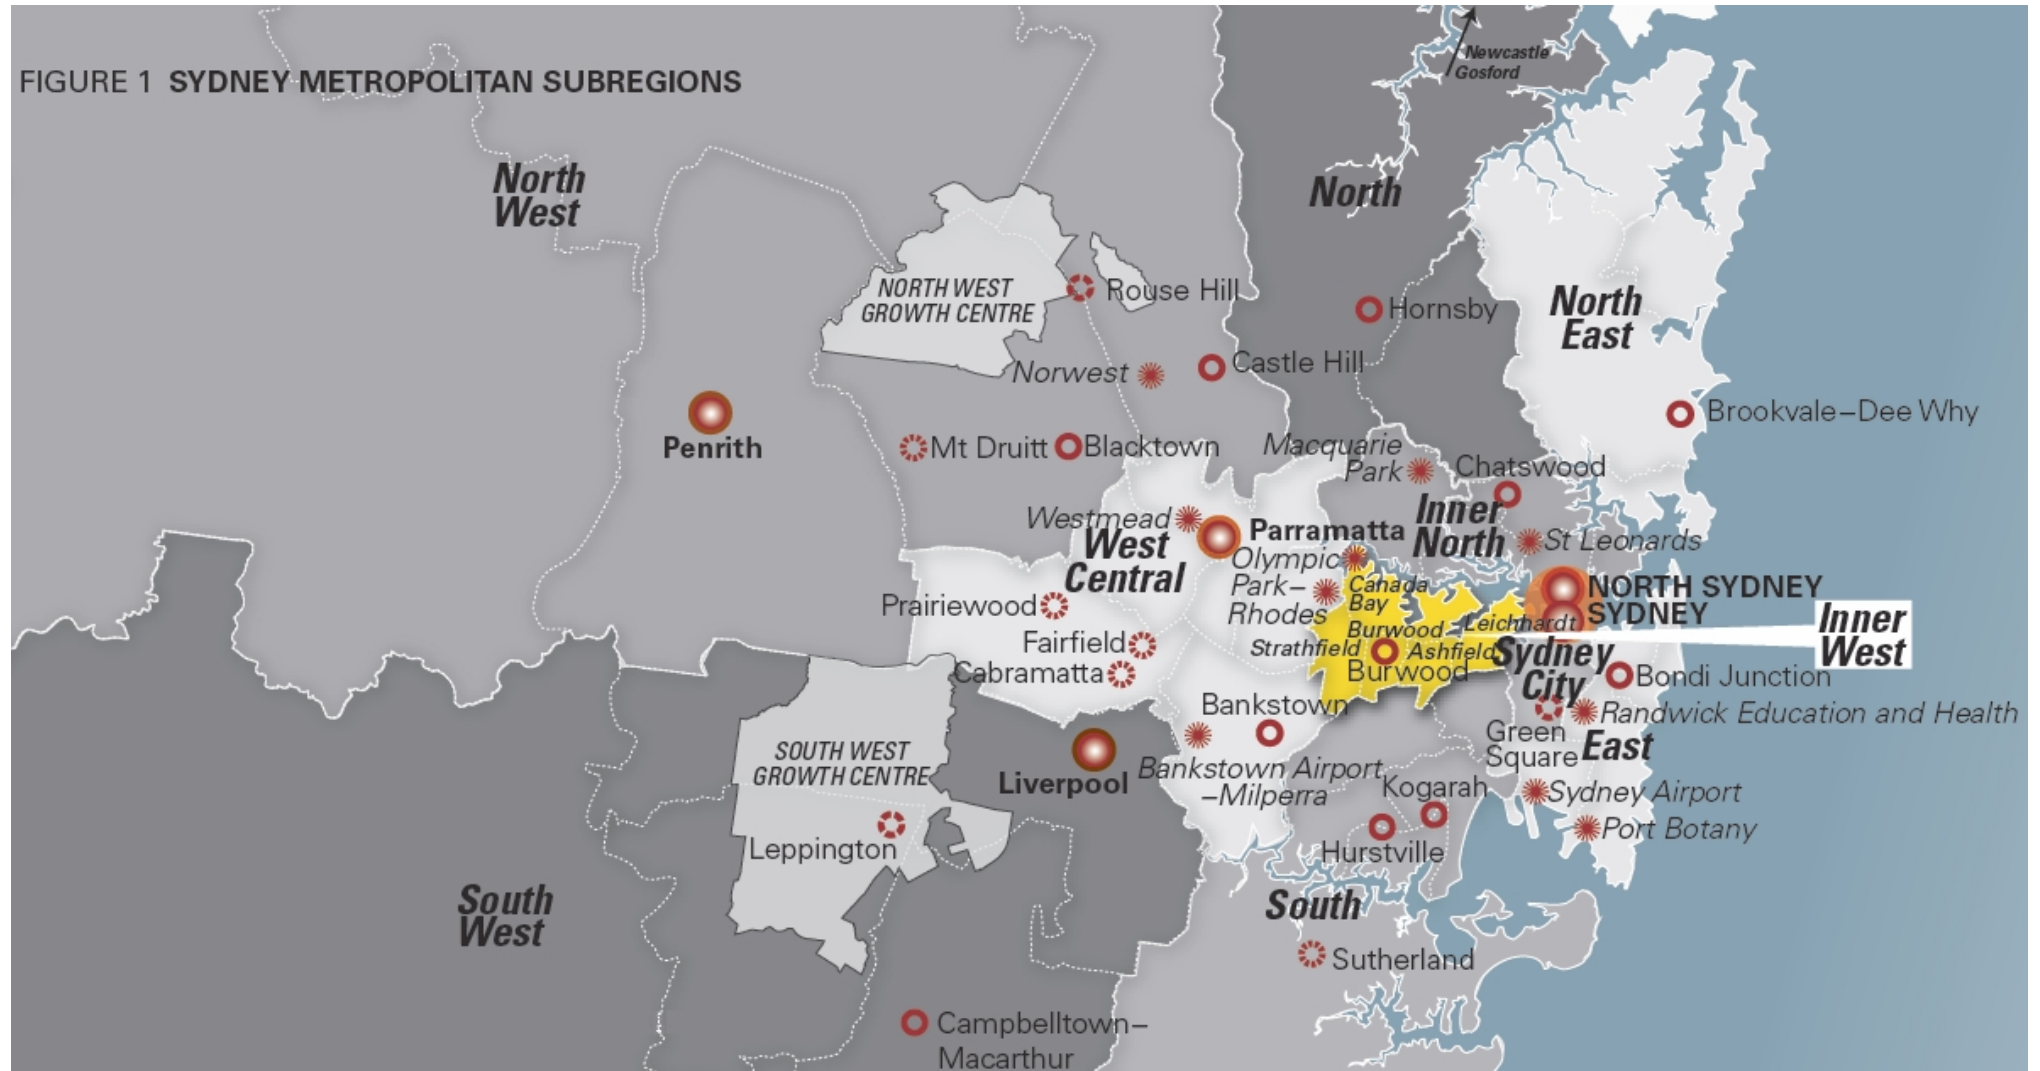 Newcastle
Gosford
FIGURE 1 SYDNEY METROPOLITAN SUBREGIONS
North
West
North
NORTH WEST
GROWTH CENTRE
Rouse Hill
Hornsby
North
East
Norwest
Castle Hill
Brookvale–Dee Why
Penrith
Mt Druitt
Blacktown
Macquarie
Park
Chatswood
Westmead
West
Central
Parramatta
Inner
North
St Leonards
Olympic
Park–
Rhodes
Canada
Bay
NORTH SYDNEY
SYDNEY
Inner
West
Prairiewood
Fairfield
Cabramatta
Strathfield
Burwood
Leichhardt
Ashfield
Burwood
Sydney
City
Bondi Junction
Randwick Education and Health
Bankstown
Green
Square
East
SOUTH WEST
GROWTH CENTRE
Liverpool
Bankstown Airport
–Milperra
Kogarah
Sydney Airport
Port Botany
Leppington
Hurstville
South
West
South
Sutherland
Campbelltown–
Macarthur